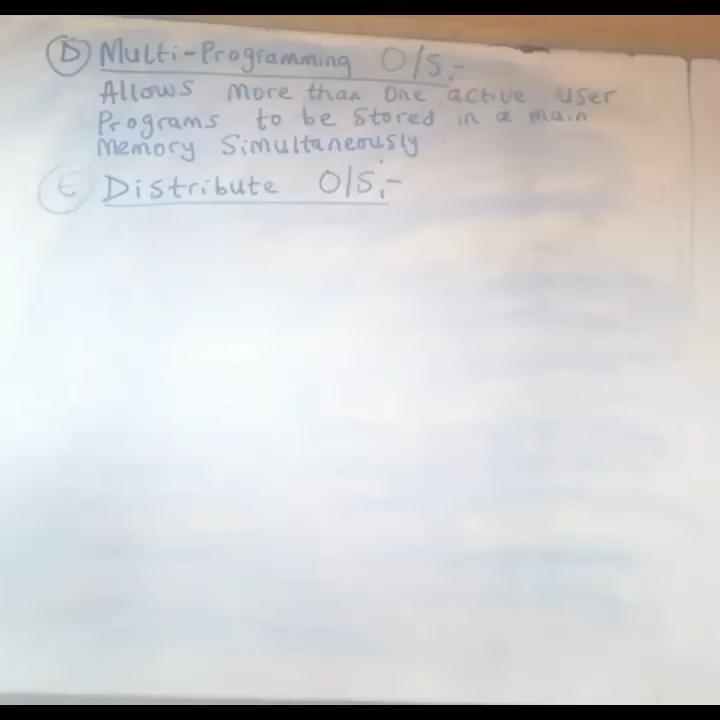 D Multi-Programming O/S:-
Allows more than one active user
Programs to be Stored in a main
Memory Simultaneously
E Distribute O/S:-